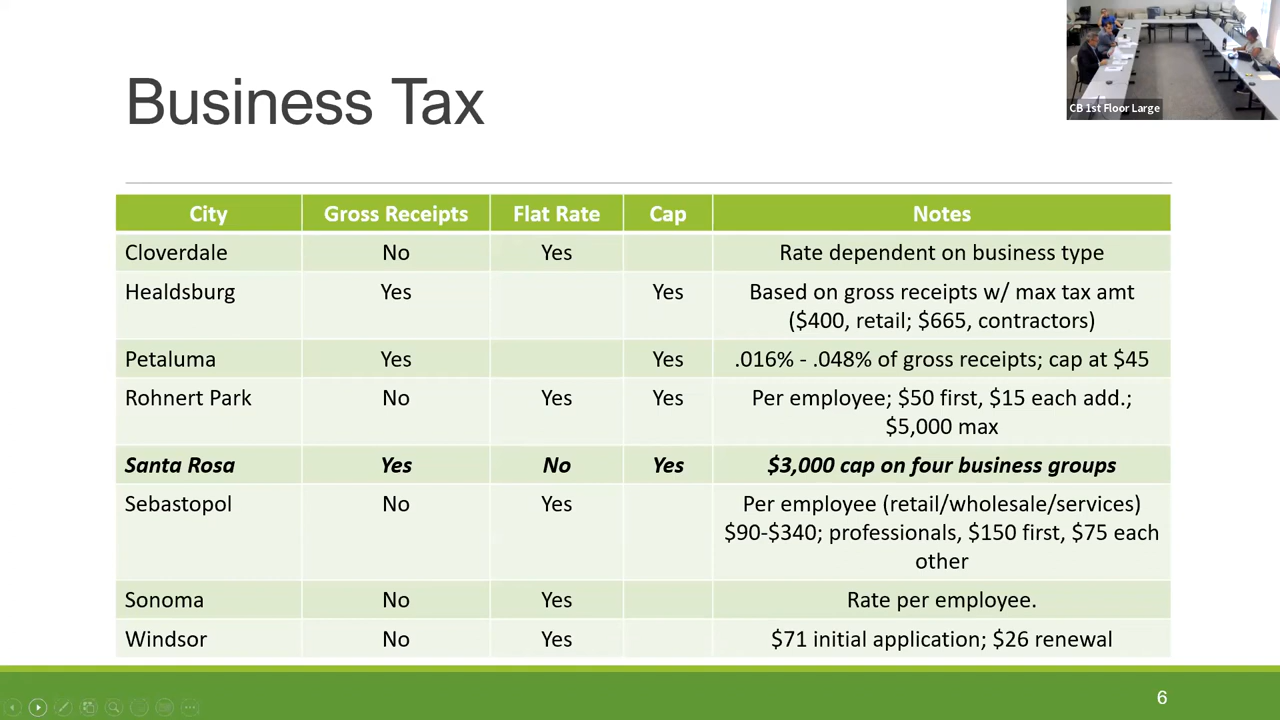 CB 1st Floor Large
Business Tax
City Gross Receipts Flat Rate Cap Notes
Cloverdale No Yes Rate dependent on business type
Healdsburg Yes Yes Based on gross receipts w/ max tax amt
($400, retail; $665, contractors)
Petaluma Yes Yes .016% - .048% of gross receipts; cap at $45
Rohnert Park No Yes Yes Per employee; $50 first, $15 each add.;
$5,000 max
Santa Rosa Yes No Yes $3,000 cap on four business groups
Sebastopol No Yes Per employee (retail/wholesale/services)
$90-$340; professionals, $150 first, $75 each
other
Sonoma No Yes Rate per employee.
Windsor No Yes $71 initial application; $26 renewal
6